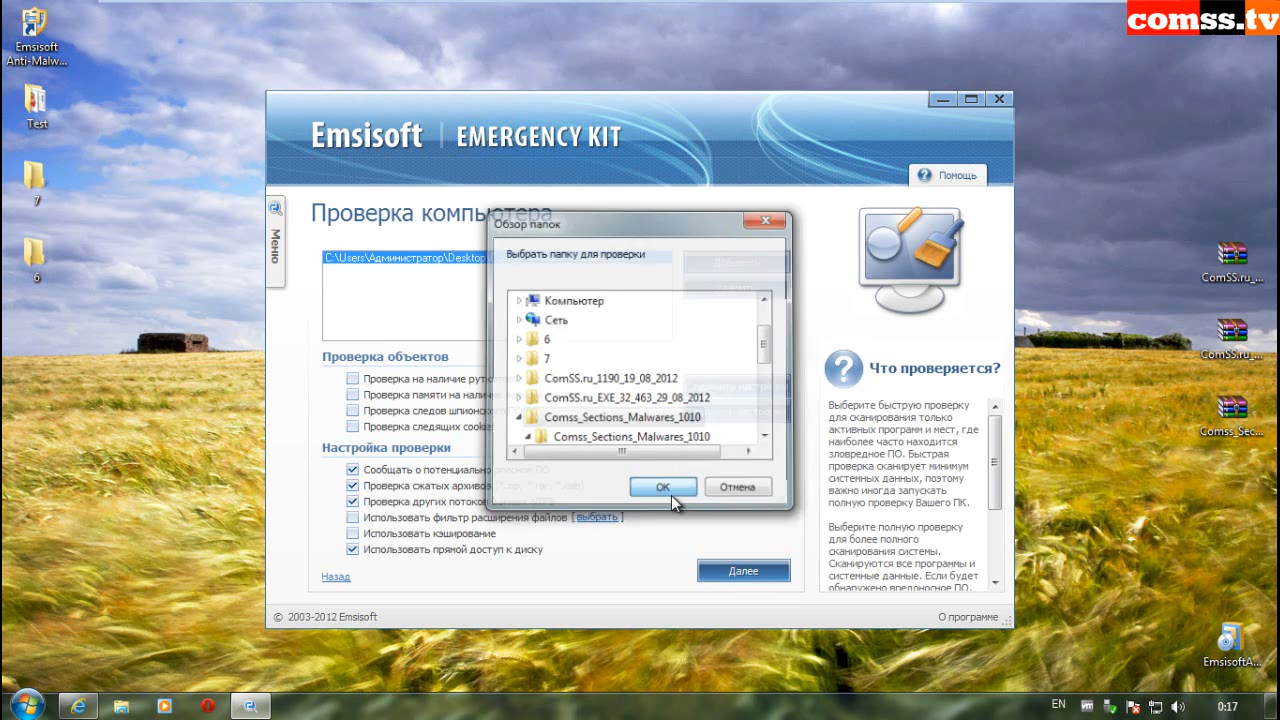 comss.tv
Emsisoft
Anti-Malw...
Test
7
6
Emsisoft | EMERGENCY KIT
Помощь
Меню
Проверка компьютера
Обзор папок
Выбрать папку для проверки
C:\Users\Администратор\Desktop
Компьютер
Сеть
6
7
ComSS.ru_1190_19_08_2012
ComSS.ru_EXE_32_463_29_08_2012
Comss_Sections_Malwares_1010
Comss_Sections_Malwares_1010
OK
Отмена
Проверка объектов
Проверка на наличие
Проверка памяти на
Проверка следов
Проверка следящих cookie
Настройка проверки
Сообщать о потенциально опасном ПО
Проверка сжатых архивов (*.zip, *.rar, *.cab)
Проверка других потоков
Использовать фильтр расширения файлов [ выбрать ]
Использовать кэширование
Использовать прямой доступ к диску
Назад
Далее
Что проверяется?
Выберите быструю проверку
для сканирования только
активных программ и мест, где
наиболее часто находится
зловредное ПО. Быстрая
проверка сканирует минимум
системных данных, поэтому
важно иногда запускать
полную проверку Вашего ПК.
Выберите полную проверку
для более полного
сканирования системы.
Сканируются все программы и
системные данные. Если будет
обнаружено вредоносное ПО,
© 2003-2012 Emsisoft
О программе
ComSS.ru_...
ComSS.ru_...
Comss_Sec...
EmsisoftA...
EN
0:17